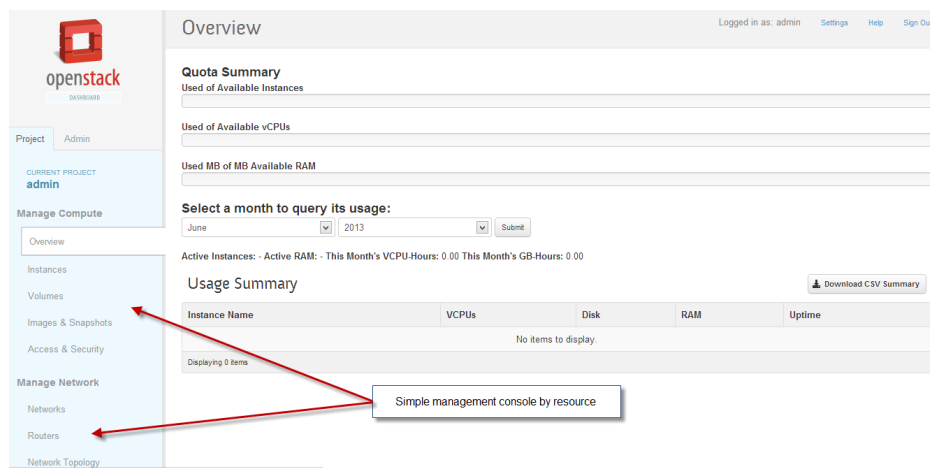 openstack
DASHBOARD
Project Admin
CURRENT PROJECT
admin
Manage Compute
Overview
Instances
Volumes
Images & Snapshots
Access & Security
Manage Network
Networks
Routers
Network Topology
Overview
Logged in as: admin Settings Help Sign Ou
Quota Summary
Used of Available Instances
Used of Available vCPUs
Used MB of MB Available RAM
Select a month to query its usage:
June 2013 Submit
Active Instances: - Active RAM: - This Month's VCPU-Hours: 0.00 This Month's GB-Hours: 0.00
Usage Summary
Download CSV Summary
Instance Name VCPUs Disk RAM Uptime
No items to display.
Displaying 0 items
Simple management console by resource